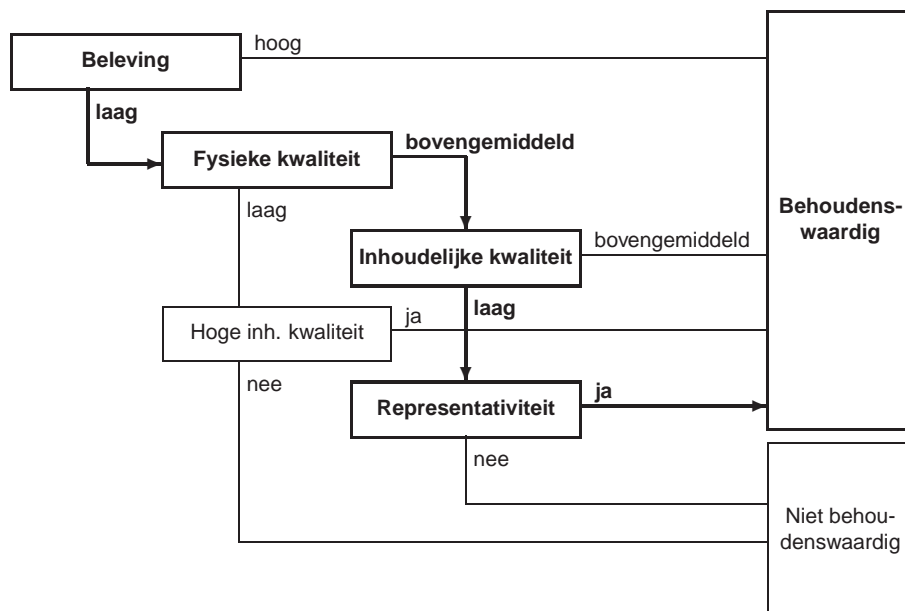 hoog
Beleving
laag
bovengemiddeld
Fysieke kwaliteit
laag
Behoudens-
waardig
bovengemiddeld
Inhoudelijke kwaliteit
laag
ja
Hoge inh. kwaliteit
nee
ja
Representativiteit
nee
Niet behou-
denswaardig